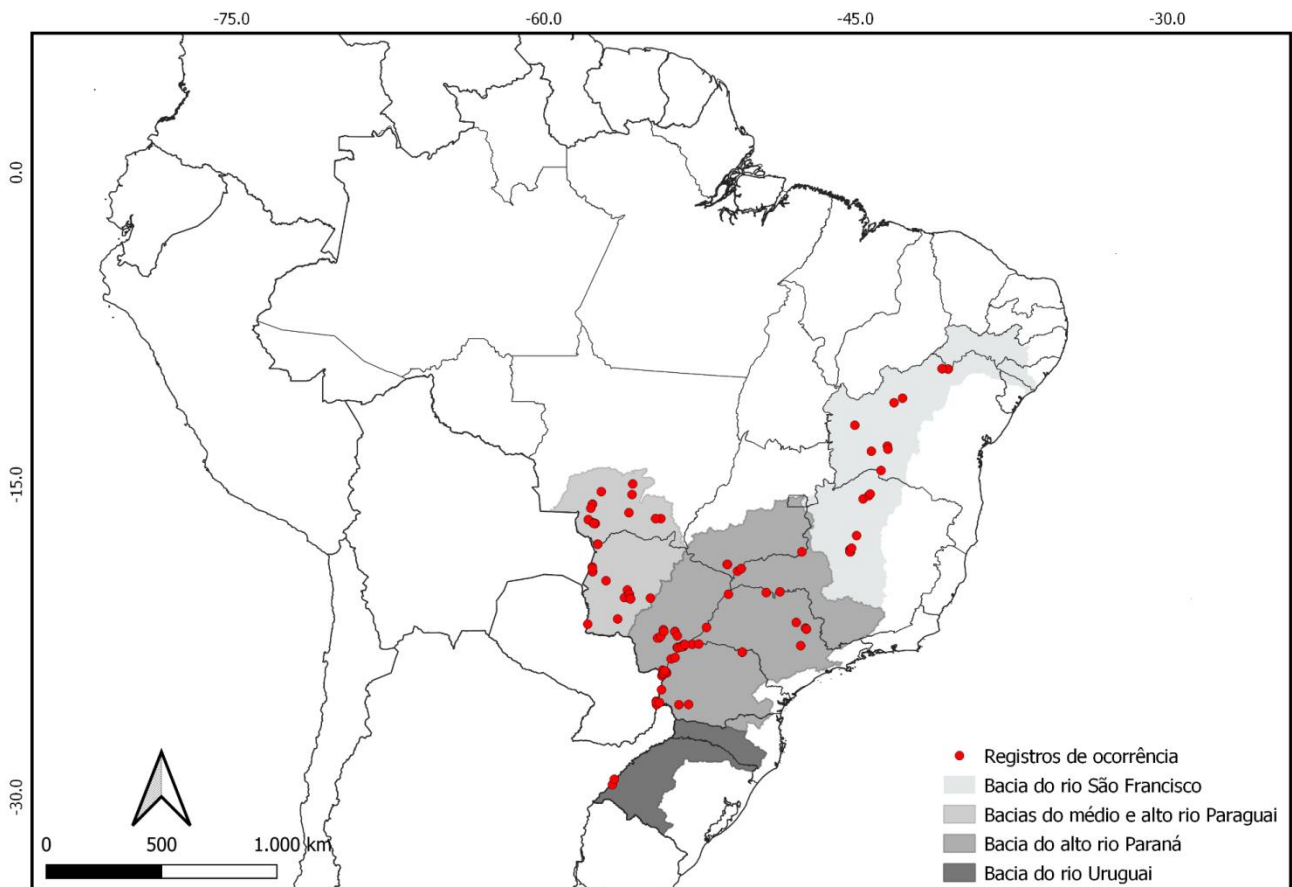 -75.0 -60.0 -45.0 -30.0
0.0
-15.0
-30.0
Registros de ocorrência
Bacia do rio São Francisco
Bacias do médio e alto rio Paraguai
Bacia do alto rio Paraná
Bacia do rio Uruguai
0 500 1.000 km